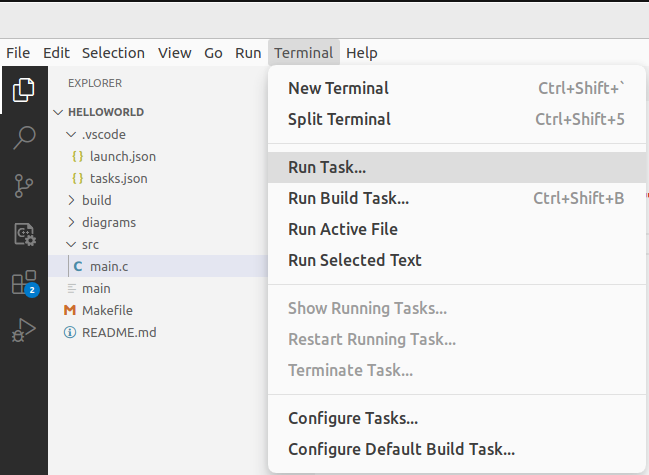 File Edit Selection View Go Run Terminal Help
EXPLORER
HELLOWORLD
.vscode
{} launch.json
{} tasks.json
build
diagrams
src
C main.c
main
M Makefile
README.md
2
New Terminal Ctrl+Shift+`
Split Terminal Ctrl+Shift+5
Run Task...
Run Build Task... Ctrl+Shift+B
Run Active File
Run Selected Text
Show Running Tasks...
Restart Running Task...
Terminate Task...
Configure Tasks...
Configure Default Build Task...